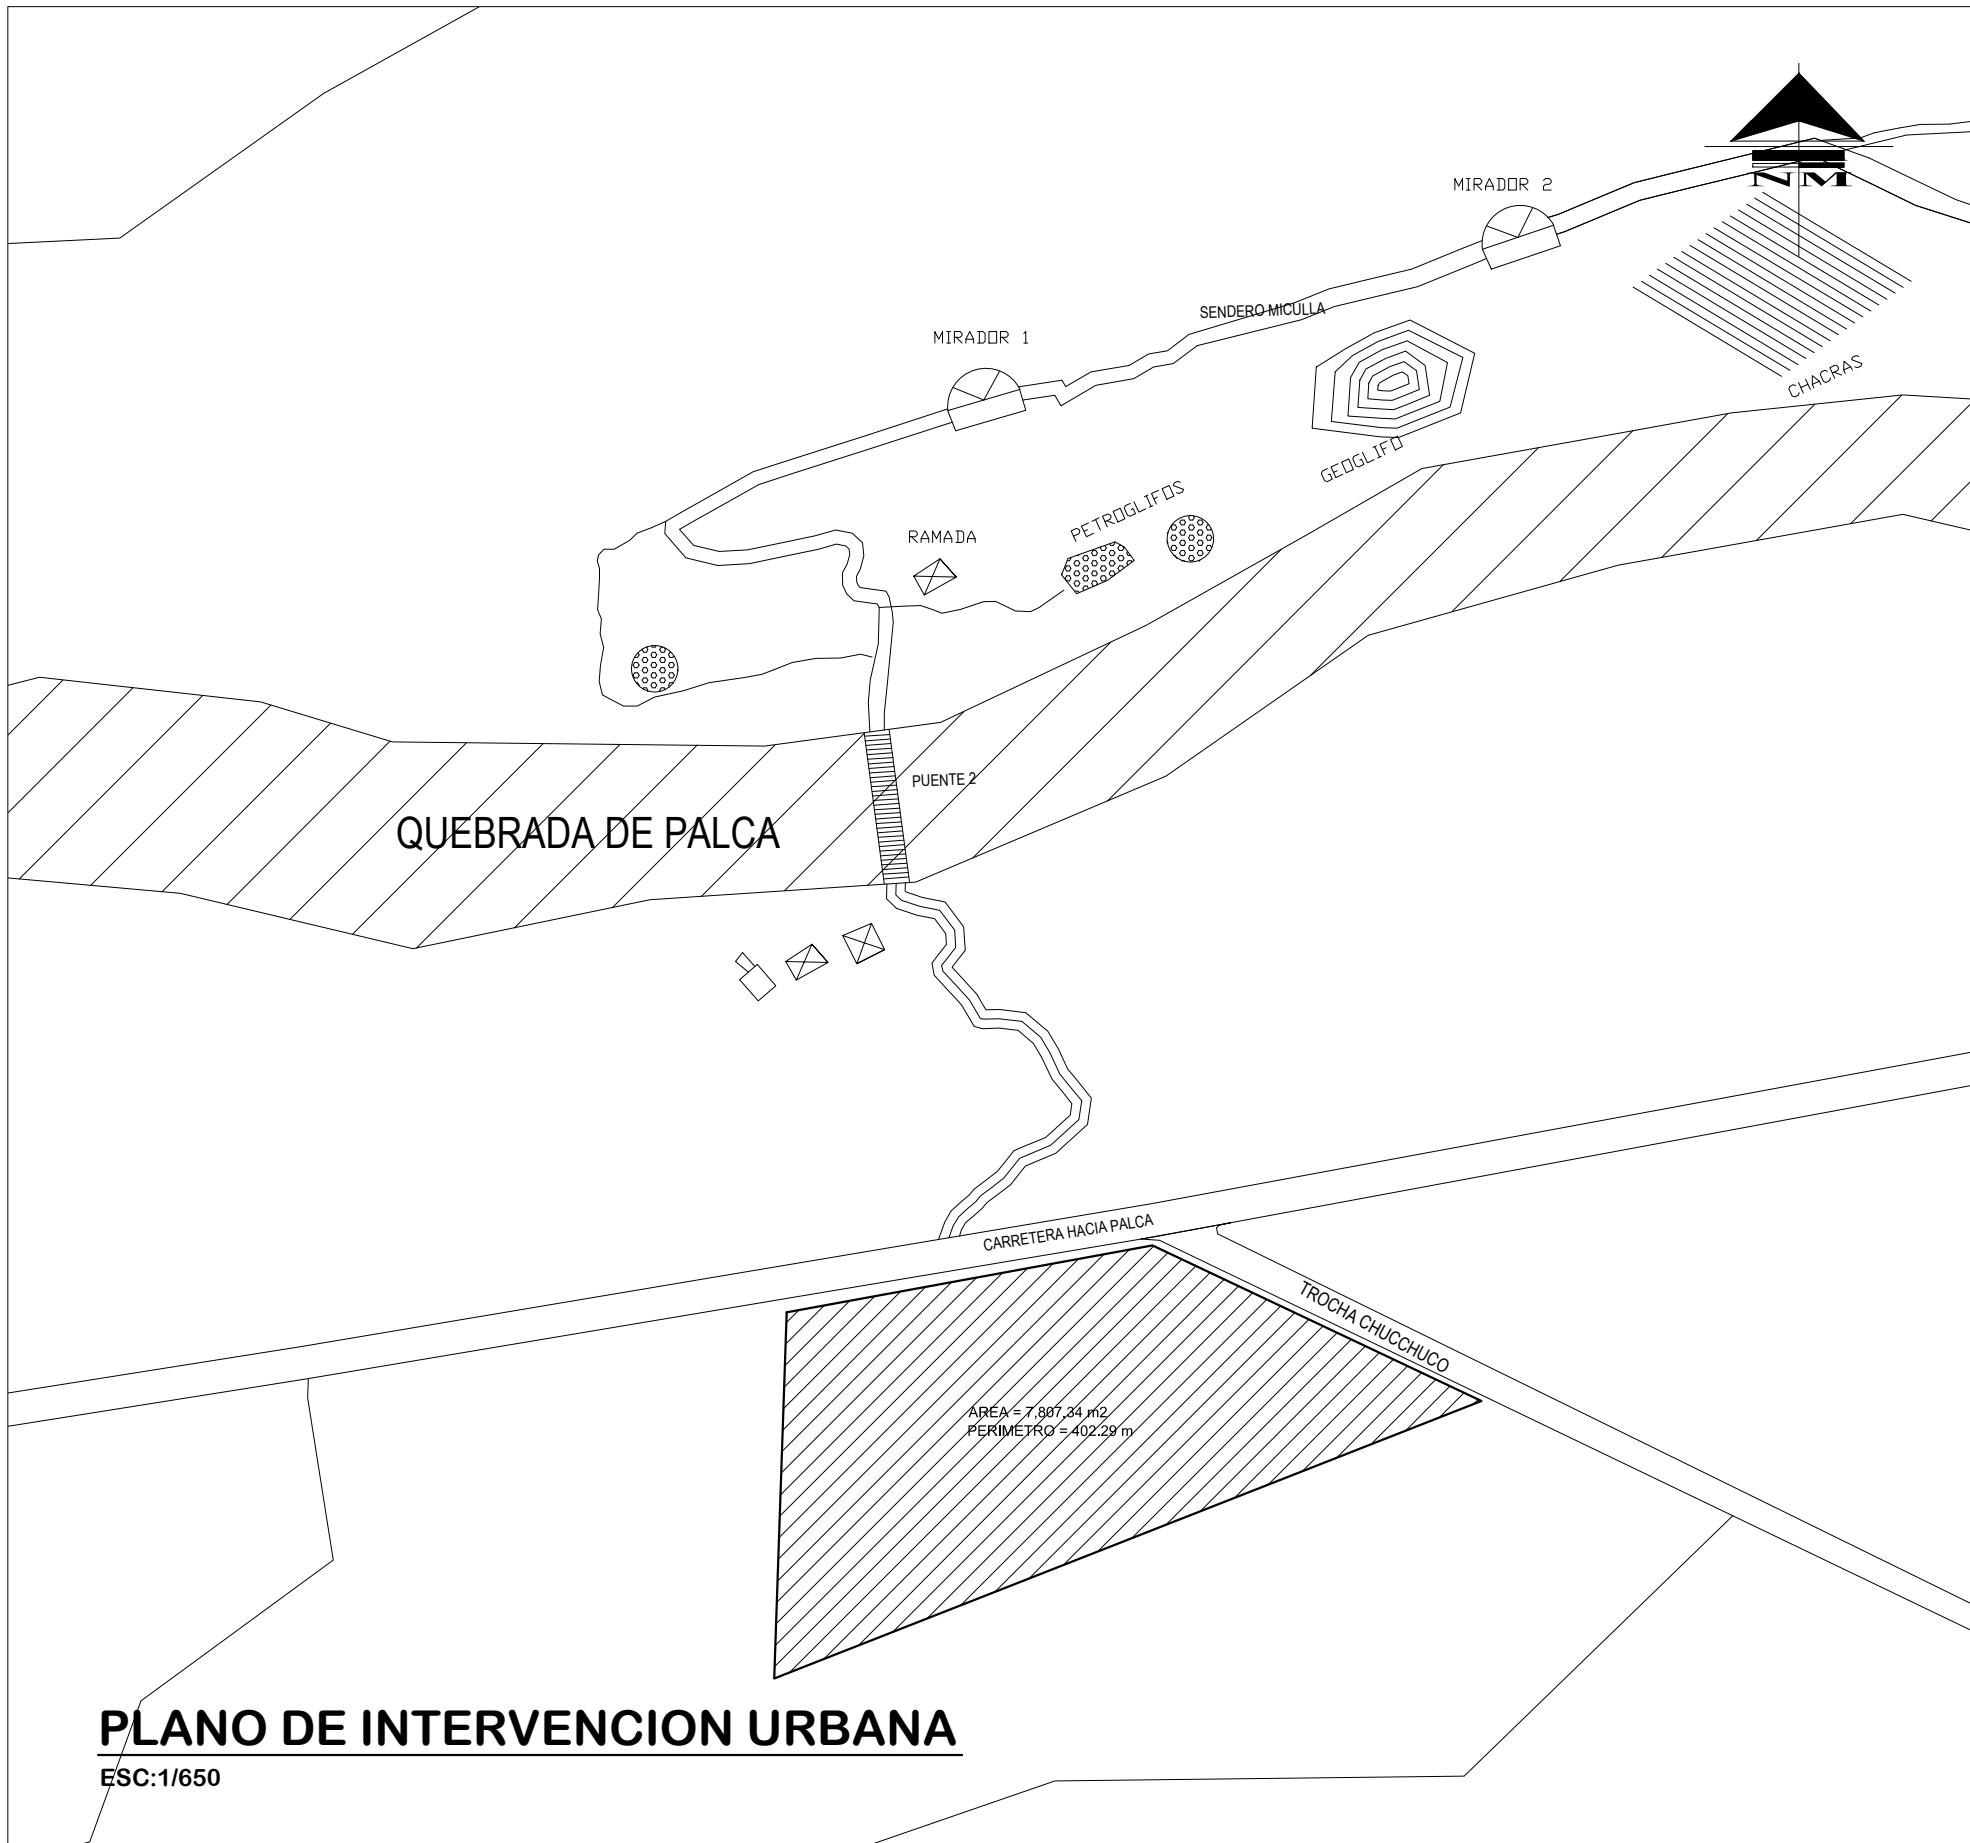 NM
MIRADOR 2
SENDERO MICULLA
MIRADOR 1
CHACRAS
GEOGLIFO
PETROGLIFOS
RAMADA
PUENTE 2
QUEBRADA DE PALCA
CARRETERA HACIA PALCA
TROCHA CHUCCHUCO
AREA = 7,807.34 m2
PERIMETRO = 402.29 m
PLANO DE INTERVENCION URBANA
ESC:1/650